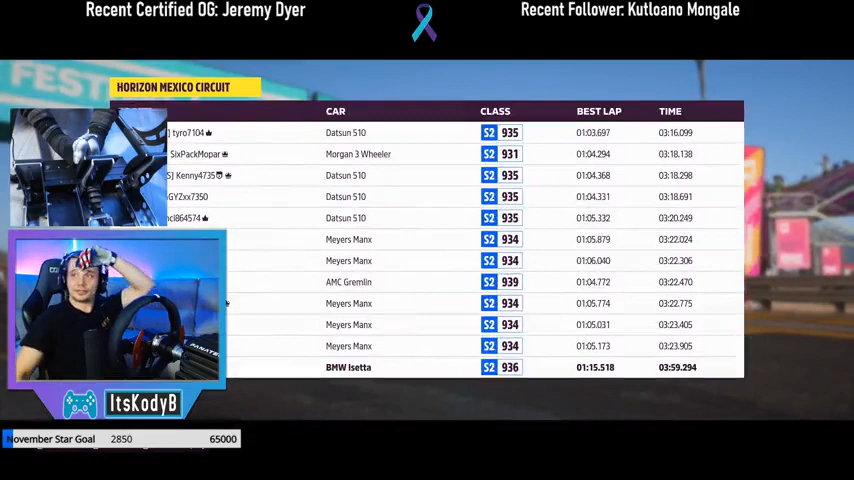 Recent Certified OG: Jeremy Dyer
Recent Follower: Kutloano Mongale
FEST
HORIZON MEXICO CIRCUIT
CAR CLASS BEST LAP TIME
] tyro7104 Datsun 510 S2 935 01:03.697 03:16.099
SixPackMopar Morgan 3 Wheeler S2 931 01:04.294 03:18.138
S] Kenny4735 Datsun 510 S2 935 01:04.368 03:18.298
GYZxx7350 Datsun 510 S2 935 01:04.331 03:18.691
nci864574 Datsun 510 S2 935 01:05.332 03:20.249
Meyers Manx S2 934 01:05.879 03:22.024
Meyers Manx S2 934 01:06.040 03:22.306
AMC Gremlin S2 939 01:04.772 03:22.470
Meyers Manx S2 934 01:05.774 03:22.775
Meyers Manx S2 934 01:05.031 03:23.405
Meyers Manx S2 934 01:05.173 03:23.905
BMW Isetta S2 936 01:15.518 03:59.294
FANATEC
ItsKodyB
November Star Goal 2850 65000